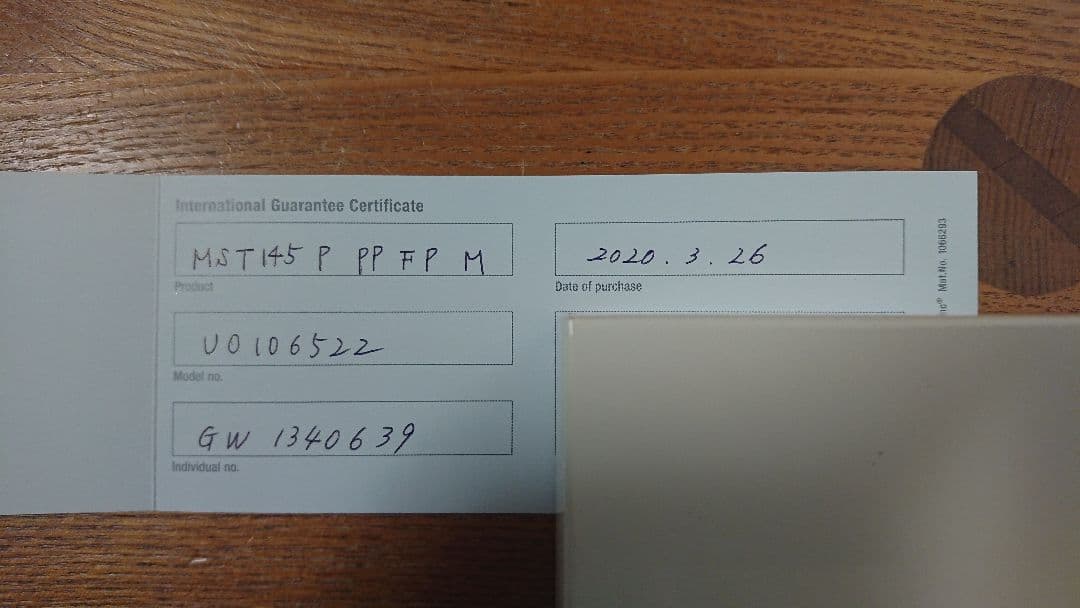 International Guarantee Certificate
MST145 P PP FP M
Product
U0106522
Model no.
GW 1340639
Individual no.
2020.3.26
Date of purchase
Mat.No. 1066293